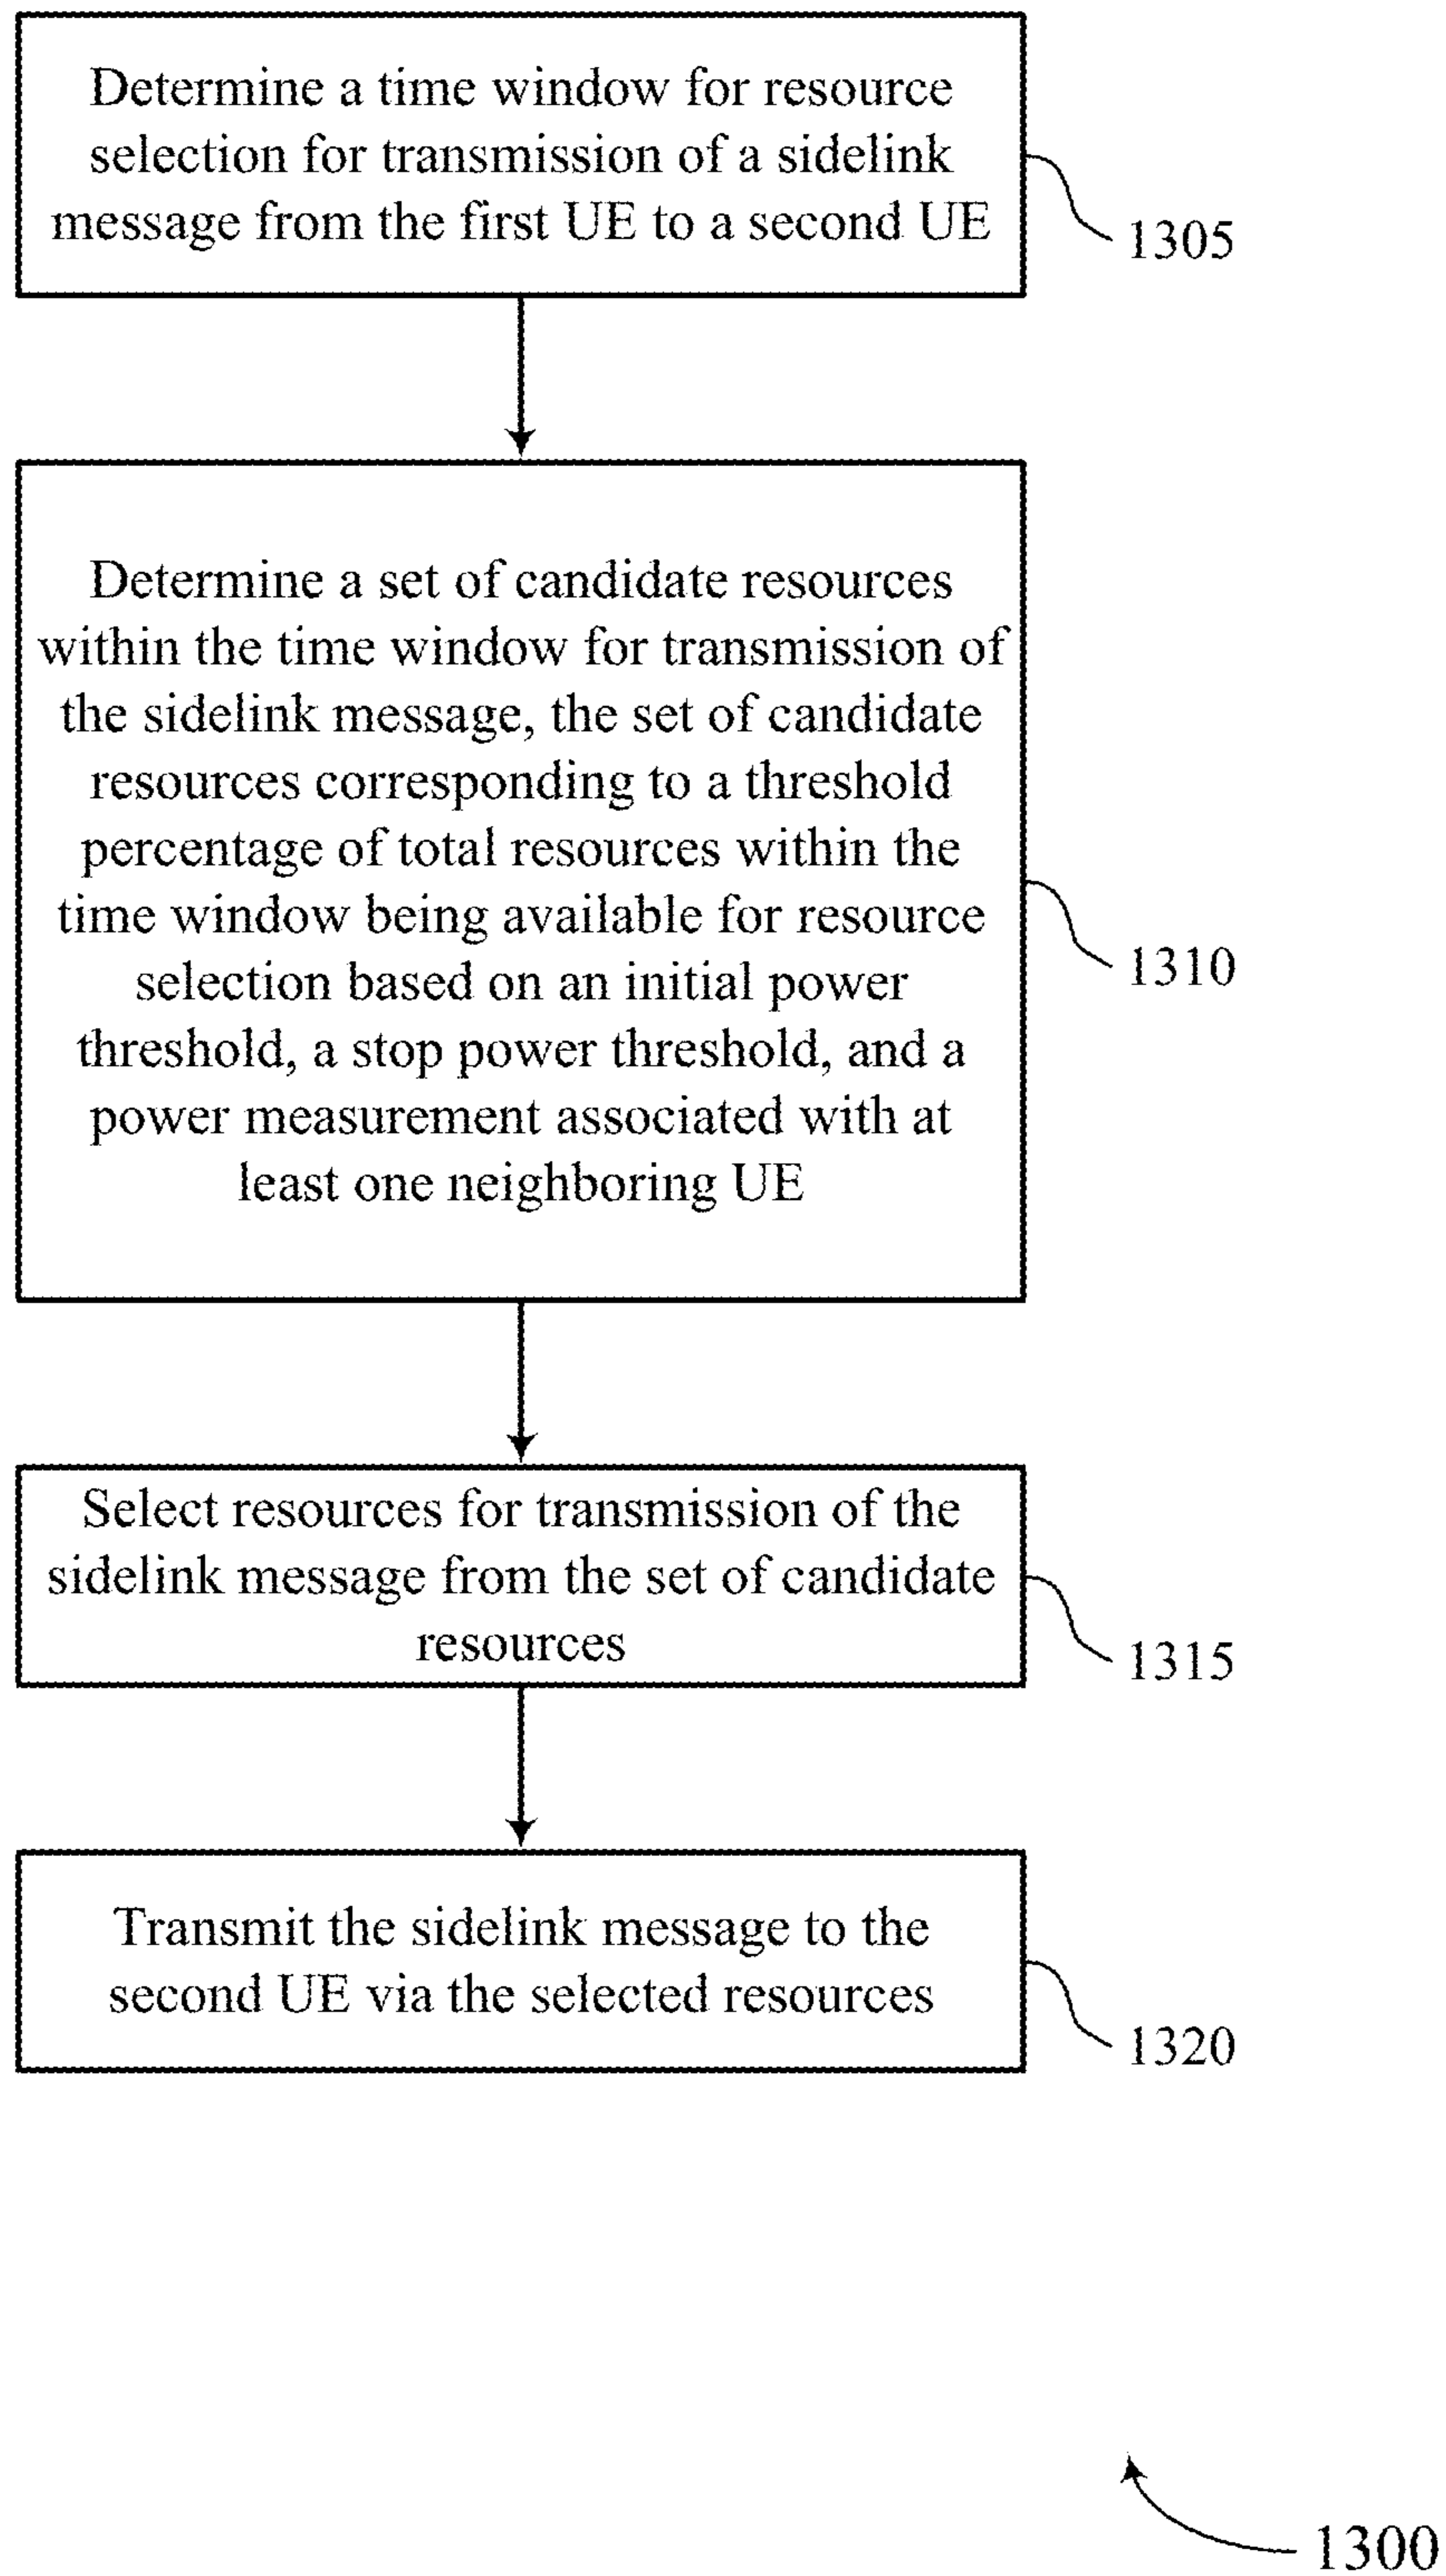 Determine a time window for resource
selection for transmission of a sidelink
message from the first UE to a second UE
1305
Determine a set of candidate resources
within the time window for transmission of
the sidelink message, the set of candidate
resources corresponding to a threshold
percentage of total resources within the
time window being available for resource
selection based on an initial power
threshold, a stop power threshold, and a
power measurement associated with at
least one neighboring UE
1310
Select resources for transmission of the
sidelink message from the set of candidate
resources
1315
Transmit the sidelink message to the
second UE via the selected resources
1320
1300